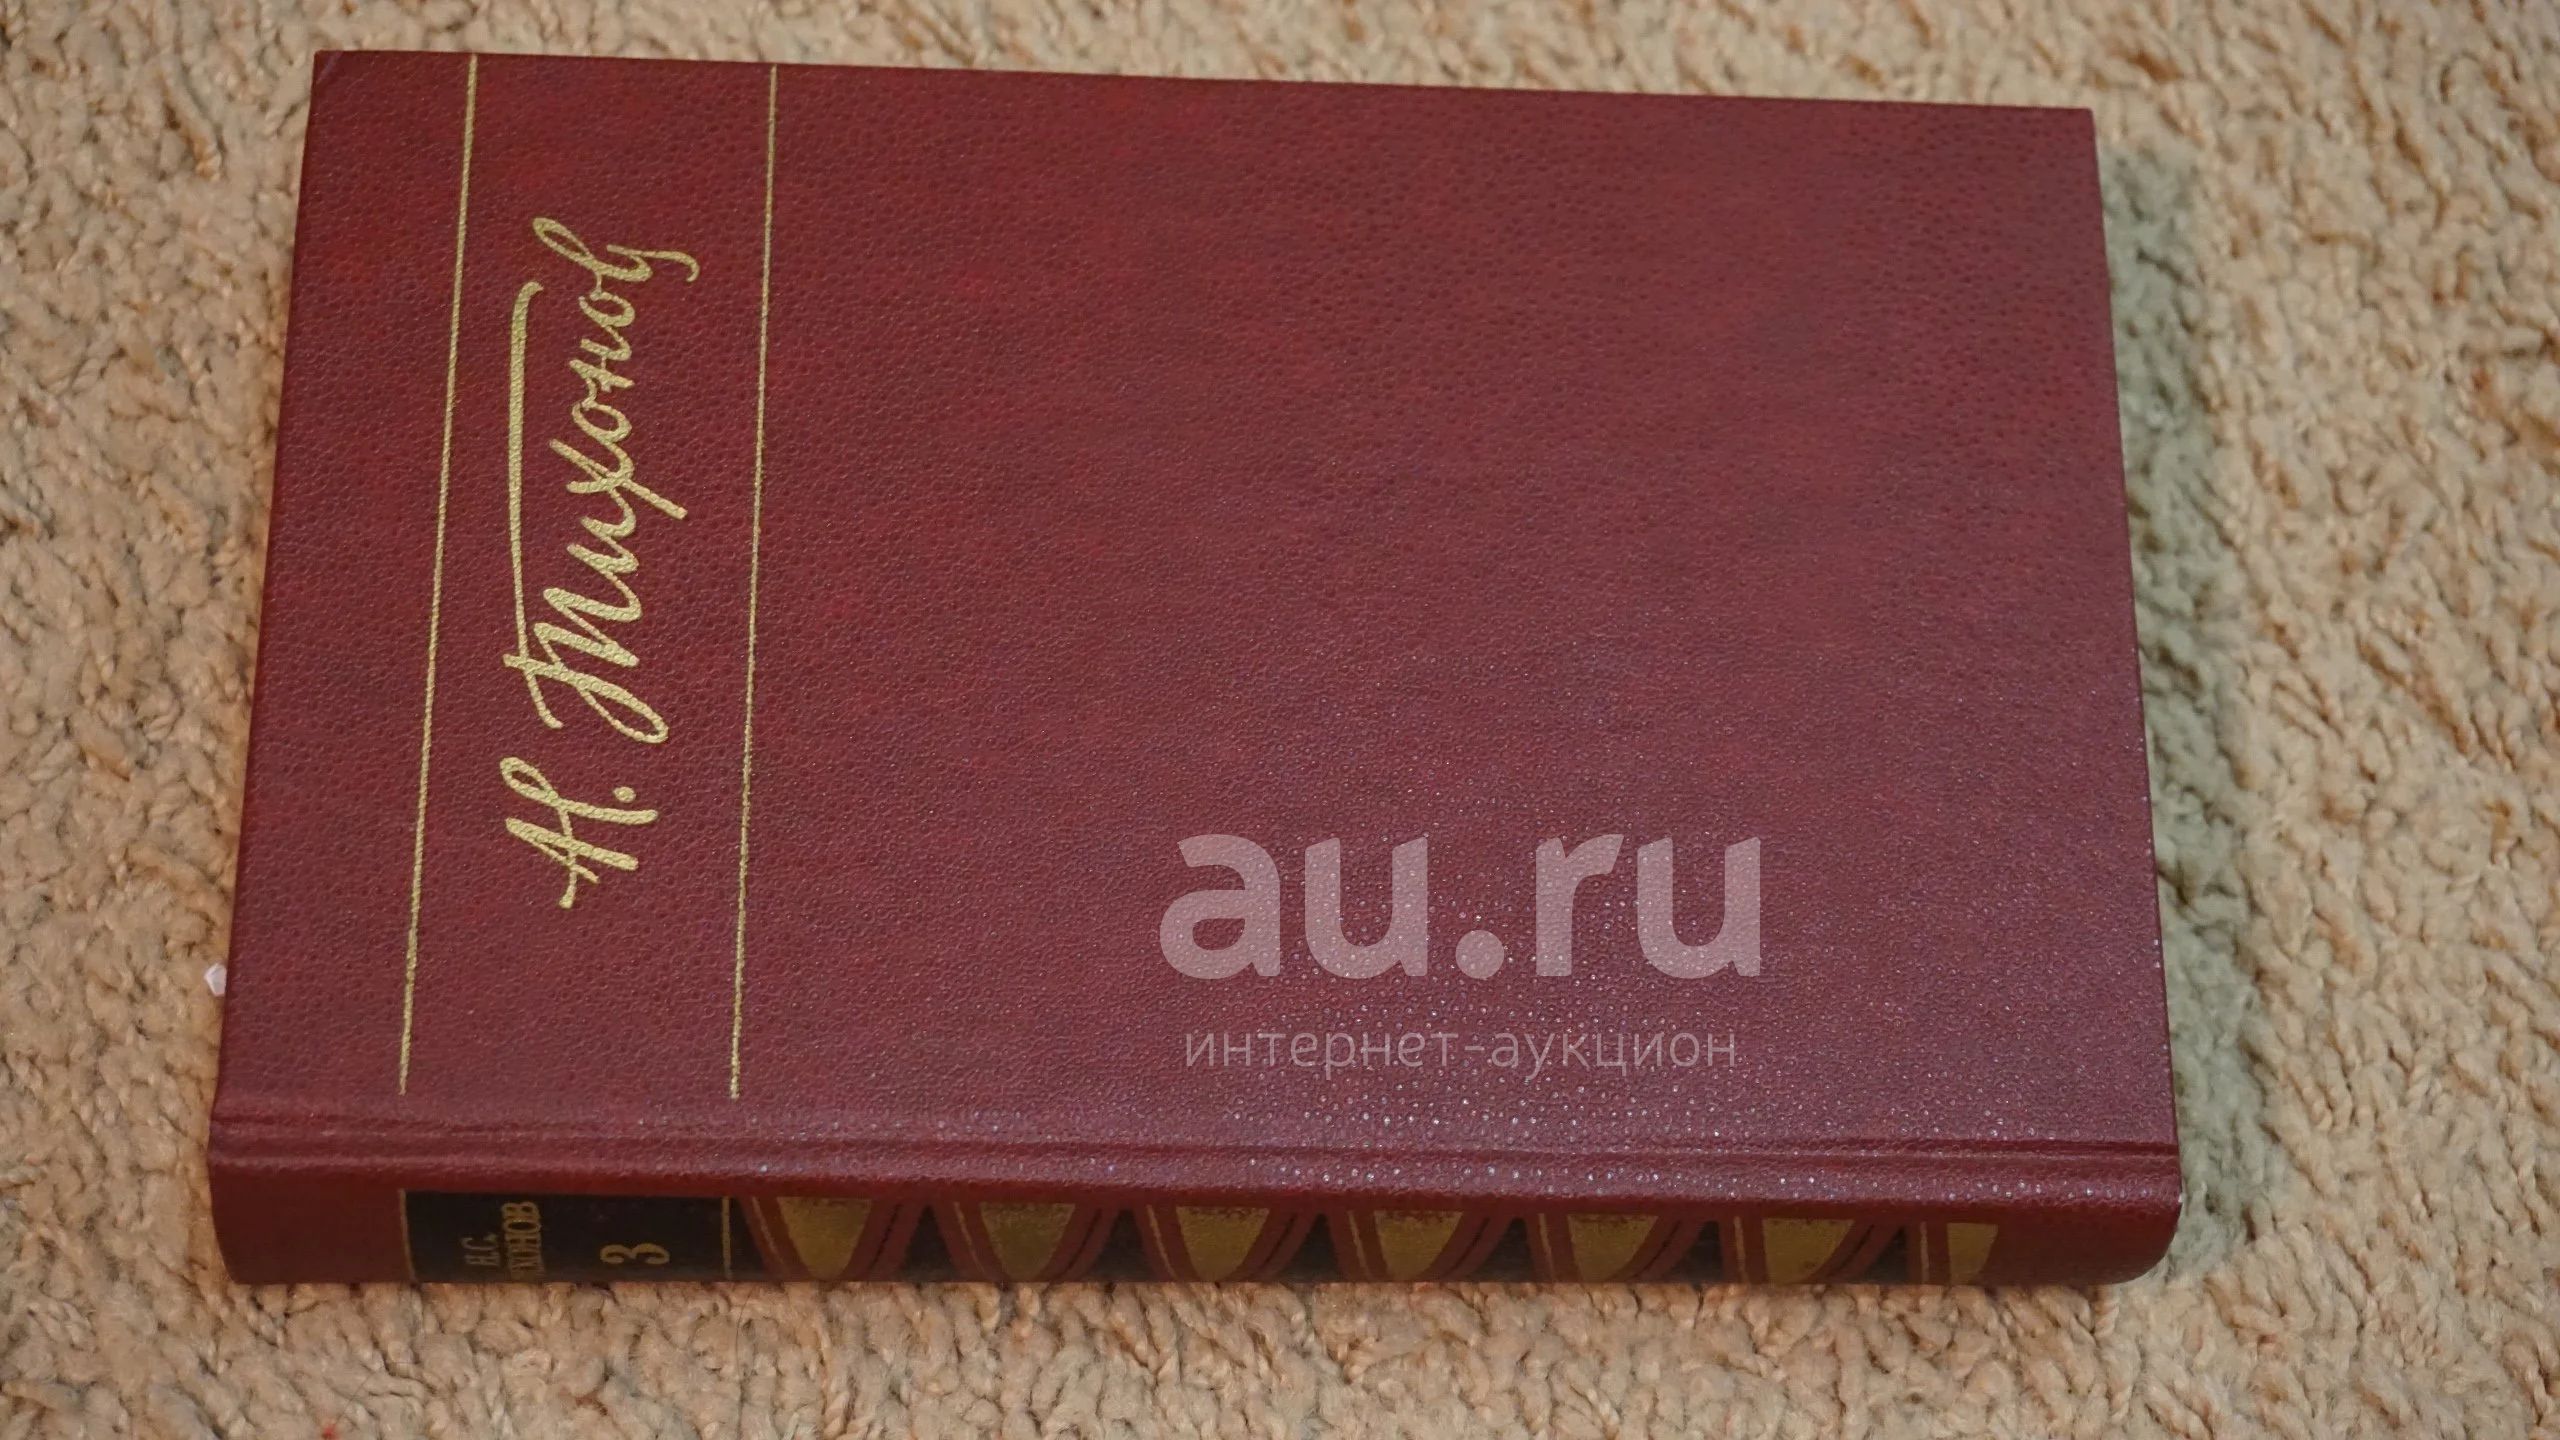 Н. Тихонов
au.ru
интернет-аукцион
Н.С.
ТИХОНОВ
3